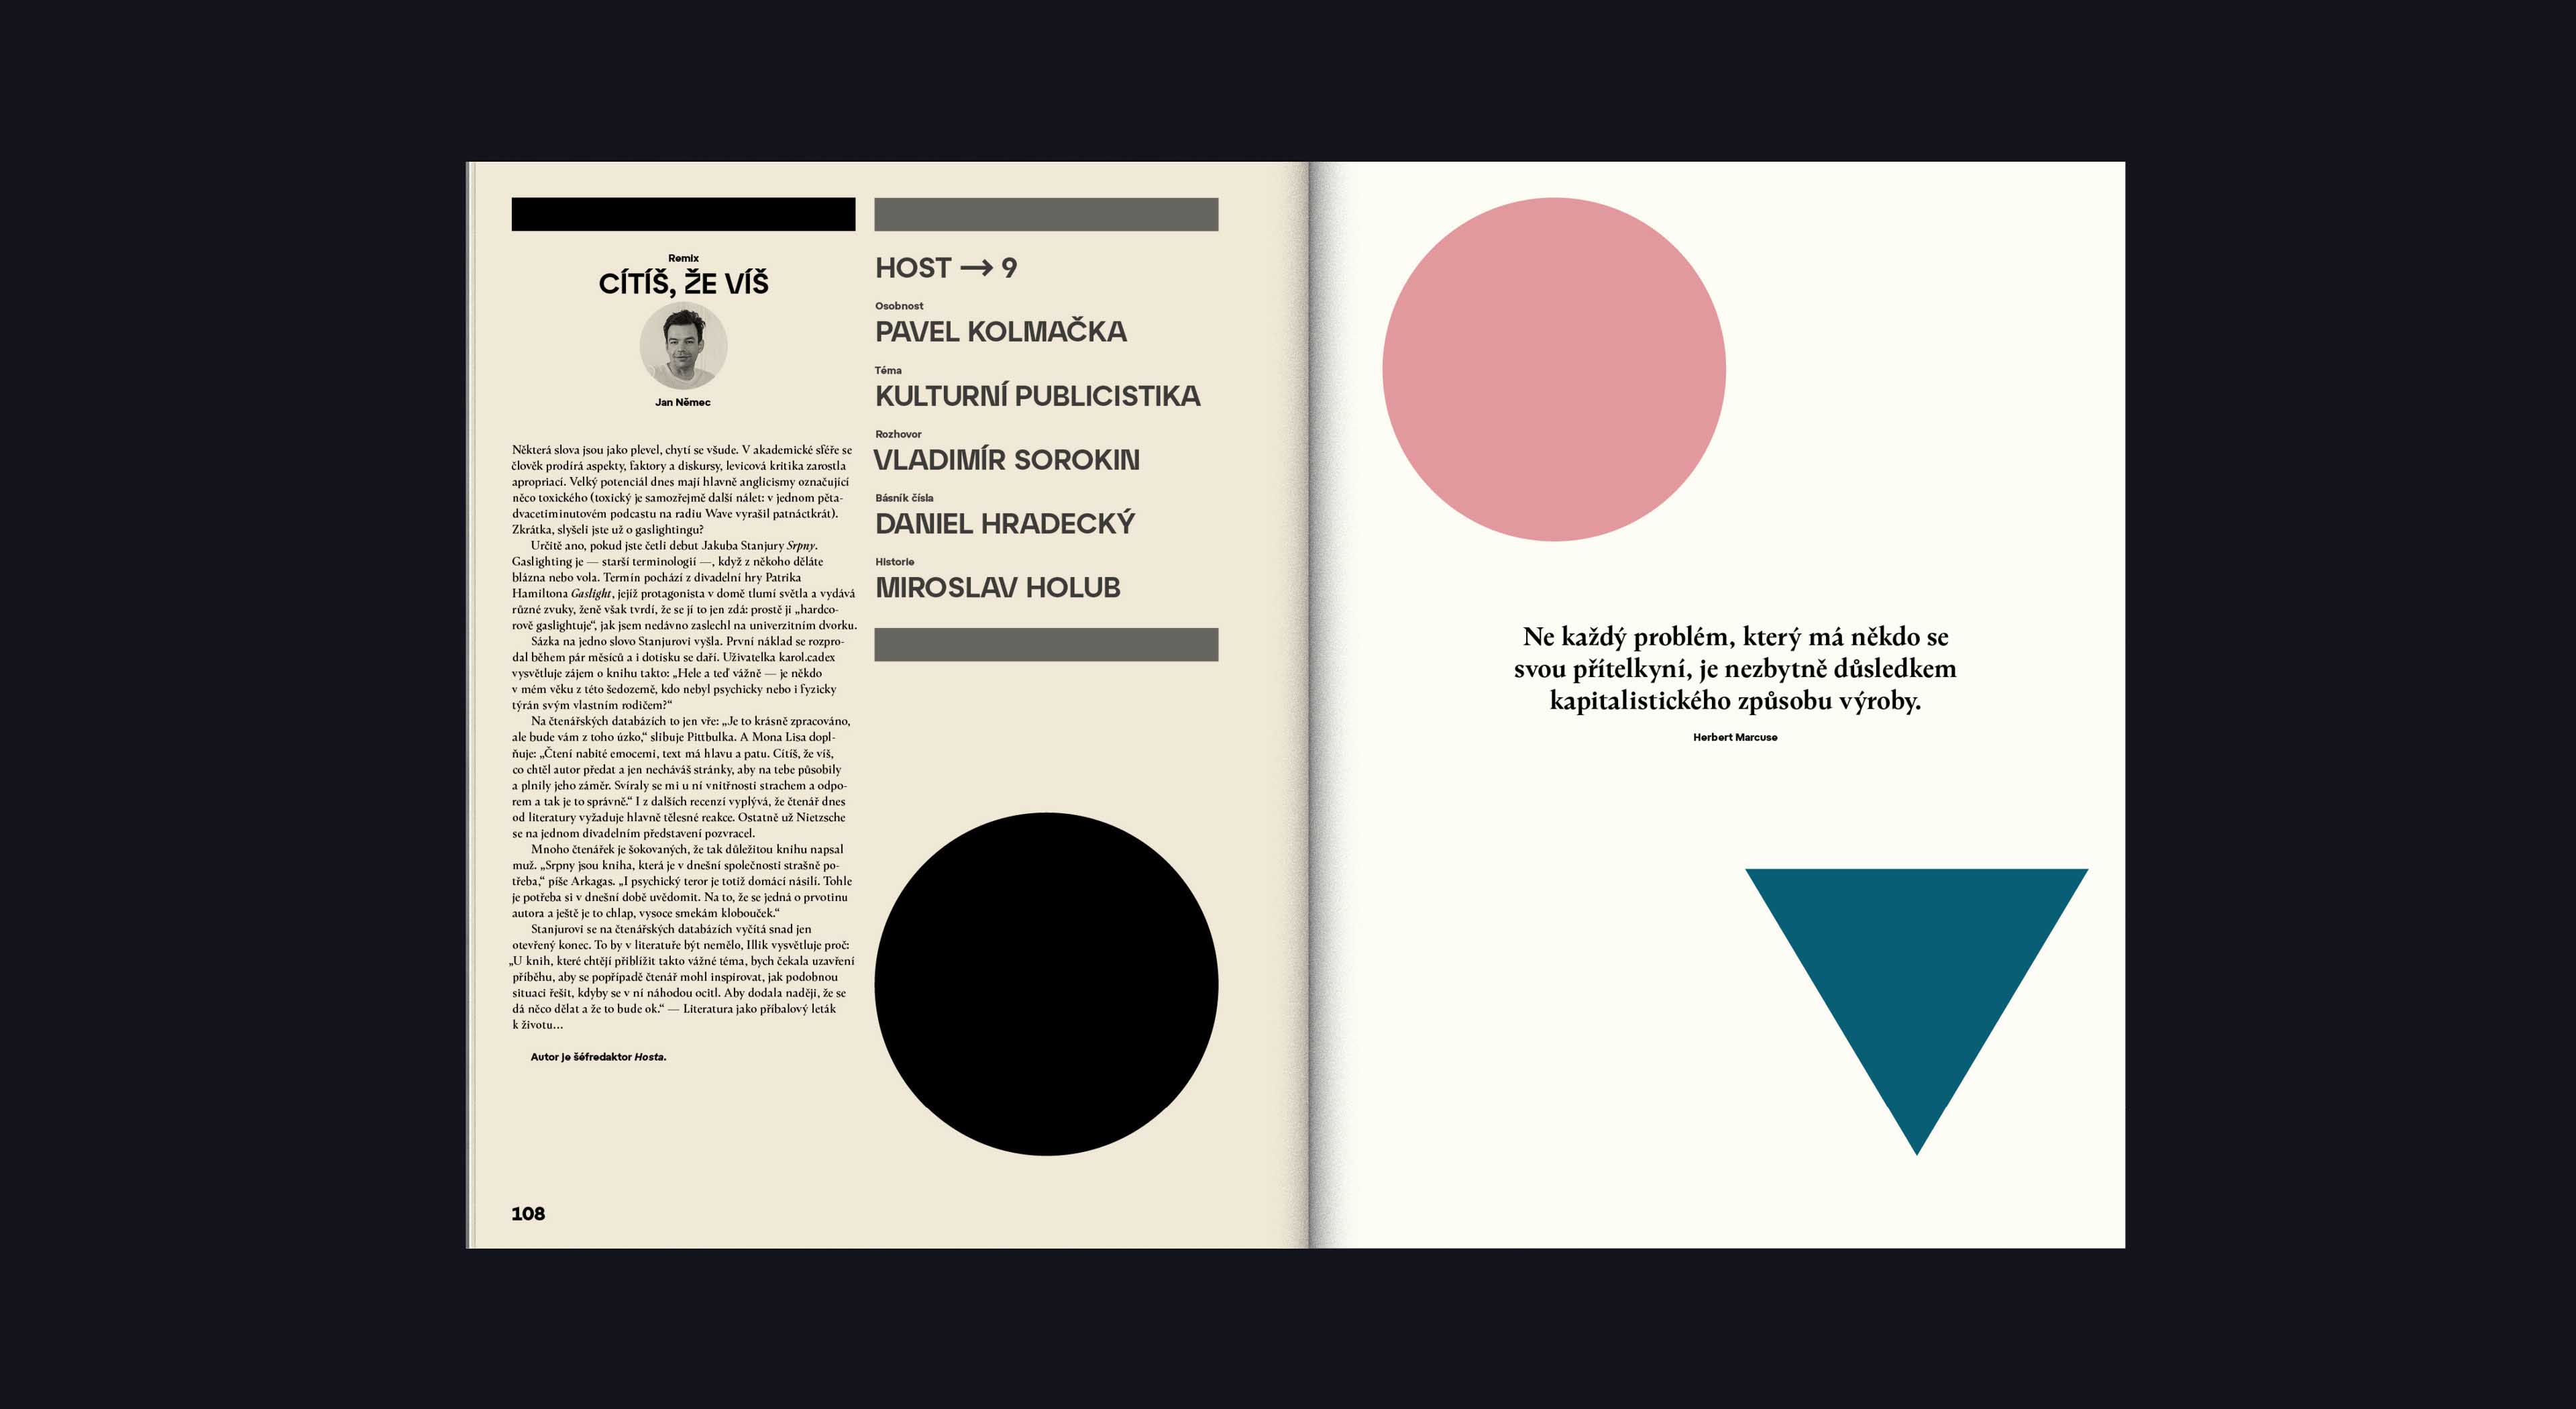 Remix
CÍTÍŠ, ŽE VÍŠ
Jan Němec
Některá slova jsou jako plevel, chytí se všude. V akademické sféře se
člověk prodírá aspekty, faktory a diskursy, levicová kritika zarostla
apropriací. Velký potenciál dnes mají hlavně anglicismy označující
něco toxického (toxický je samozřejmě další nálet: v jednom pěta-
dvacetiminutovém podcastu na radiu Wave vyrašil patnáctkrát).
Zkrátka, slyšeli jste už o gaslightingu?
Určitě ano, pokud jste četli debut Jakuba Stanjury Srpny.
Gaslighting je — starší terminologií —, když z někoho děláte
blázna nebo vola. Termín pochází z divadelní hry Patrika
Hamiltona Gaslight, jejíž protagonista v domě tlumí světla a vydává
různé zvuky, ženě však tvrdí, že se jí to jen zdá: prostě ji „hardco-
rově gaslightuje“, jak jsem nedávno zaslechl na univerzitním dvorku.
Sázka na jedno slovo Stanjurovi vyšla. První náklad se rozpro-
dal během pár měsíců a i dotisku se daří. Uživatelka karol.cadex
vysvětluje zájem o knihu takto: „Hele a teď vážně — je někdo
v mém věku z této šedozemě, kdo nebyl psychicky nebo i fyzicky
týrán svým vlastním rodičem?“
Na čtenářských databázích to jen vře: „Je to krásně zpracováno,
ale bude vám z toho úzko,“ slibuje Pittbulka. A Mona Lisa dopl-
ňuje: „Čtení nabité emocemi, text má hlavu a patu. Cítíš, že víš,
co chtěl autor předat a jen necháváš stránky, aby na tebe působily
a plnily jeho záměr. Svíraly se mi u ní vnitřnosti strachem a odpo-
rem a tak je to správně.“ I z dalších recenzí vyplývá, že čtenář dnes
od literatury vyžaduje hlavně tělesné reakce. Ostatně už Nietzsche
se na jednom divadelním představení pozvracel.
Mnoho čtenářek je šokovaných, že tak důležitou knihu napsal
muž. „Srpny jsou kniha, která je v dnešní společnosti strašně po-
třeba,“ píše Arkagas. „I psychický teror je totiž domácí násilí. Tohle
je potřeba si v dnešní době uvědomit. Na to, že se jedná o prvotinu
autora a ještě je to chlap, vysoce smekám klobouček.“
Stanjurovi se na čtenářských databázích vyčítá snad jen
otevřený konec. To by v literatuře být nemělo, Illik vysvětluje proč:
„U knih, které chtějí přiblížit takto vážné téma, bych čekala uzavření
příběhu, aby se popřípadě čtenář mohl inspirovat, jak podobnou
situaci řešit, kdyby se v ní náhodou ocitl. Aby dodala naději, že se
dá něco dělat a že to bude ok.“ — Literatura jako příbalový leták
k životu…
Autor je šéfredaktor Hosta.
108
HOST → 9
Osobnost
PAVEL KOLMAČKA
Téma
KULTURNÍ PUBLICISTIKA
Rozhovor
VLADIMÍR SOROKIN
Básník čísla
DANIEL HRADECKÝ
Historie
MIROSLAV HOLUB
Ne každý problém, který má někdo se
svou přítelkyní, je nezbytně důsledkem
kapitalistického způsobu výroby.
Herbert Marcuse